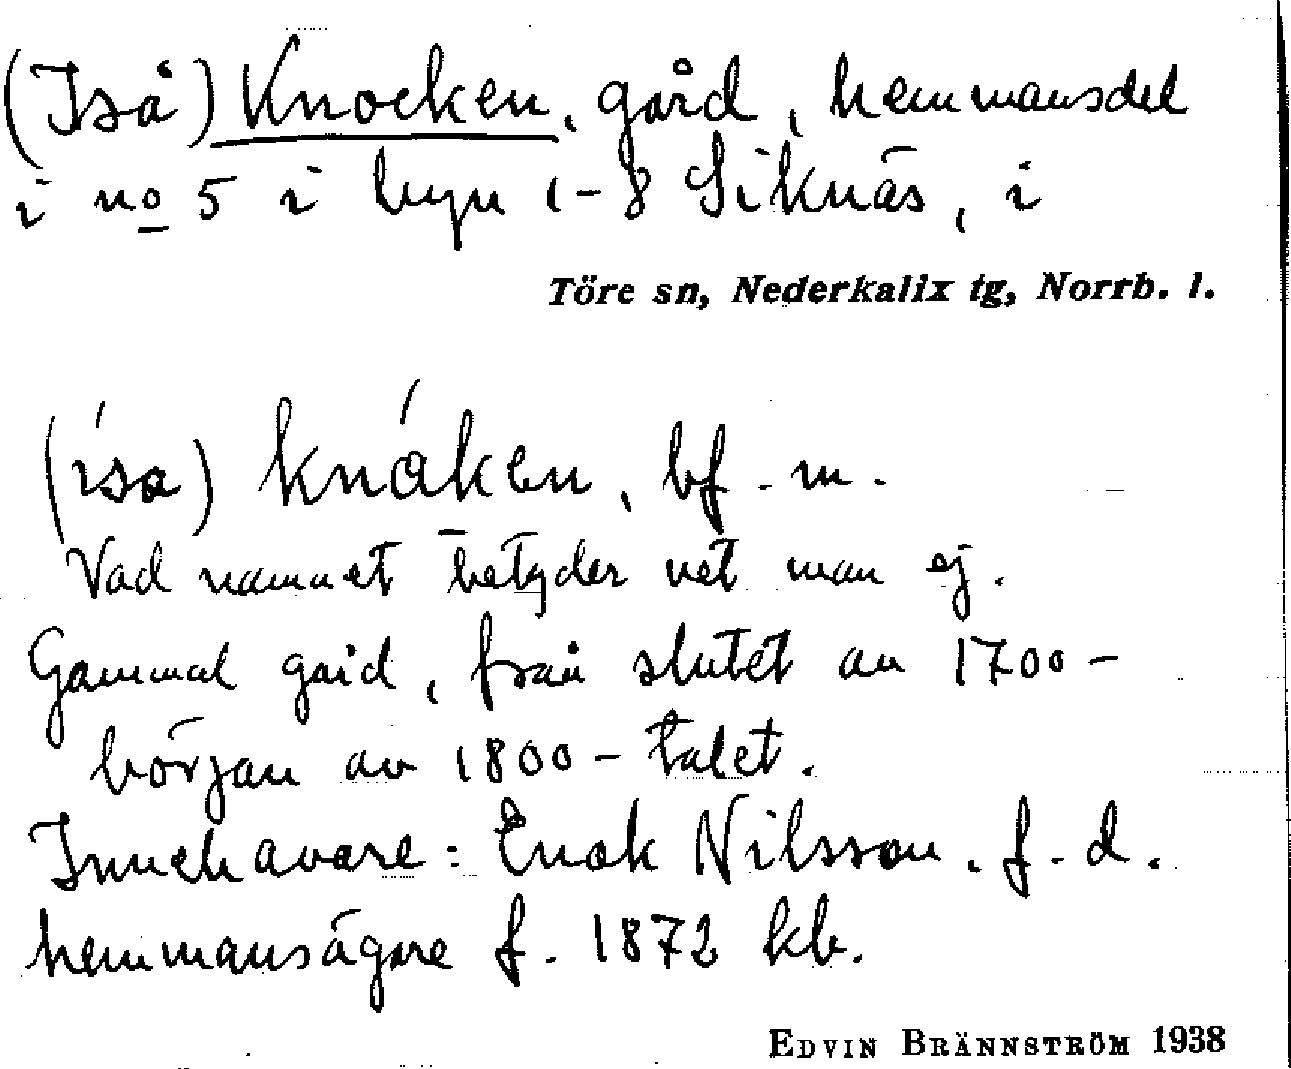 (Iså) Knocken, gård, hemmansdel
i no 5 i byn 1-8 Siknäs, i
Töre sn, Nederkalix tg, Norrb. l.
(ísa) knáken, bf. m.
Vad namnet betyder vet man ej.
Gammal gård, från slutet av 1700-
början av 1800-talet.
Innehavare: Enok Nilsson. f.d.
hemmansägare f. 1872 kb.
EDVIN BRÄNNSTRÖM 1938